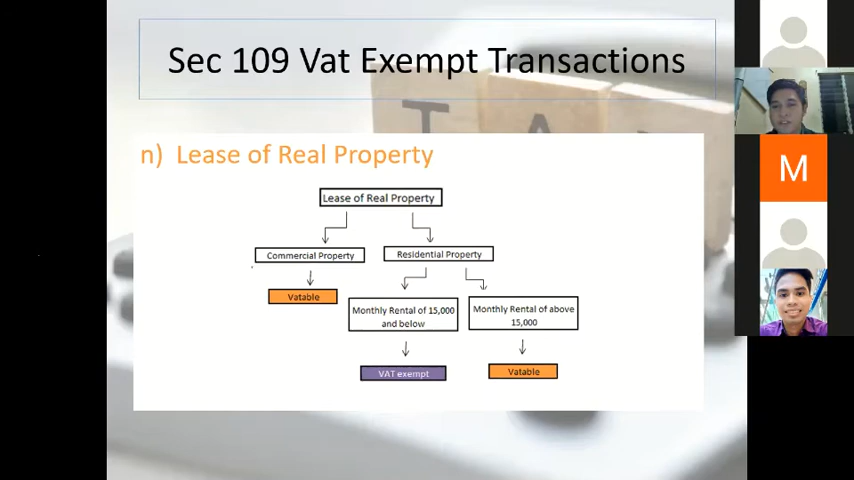 Sec 109 Vat Exempt Transactions
T A
n) Lease of Real Property
Lease of Real Property
Commercial Property
Residential Property
Vatable
Monthly Rental of 15,000
and below
Monthly Rental of above
15,000
VAT exempt
Vatable
M